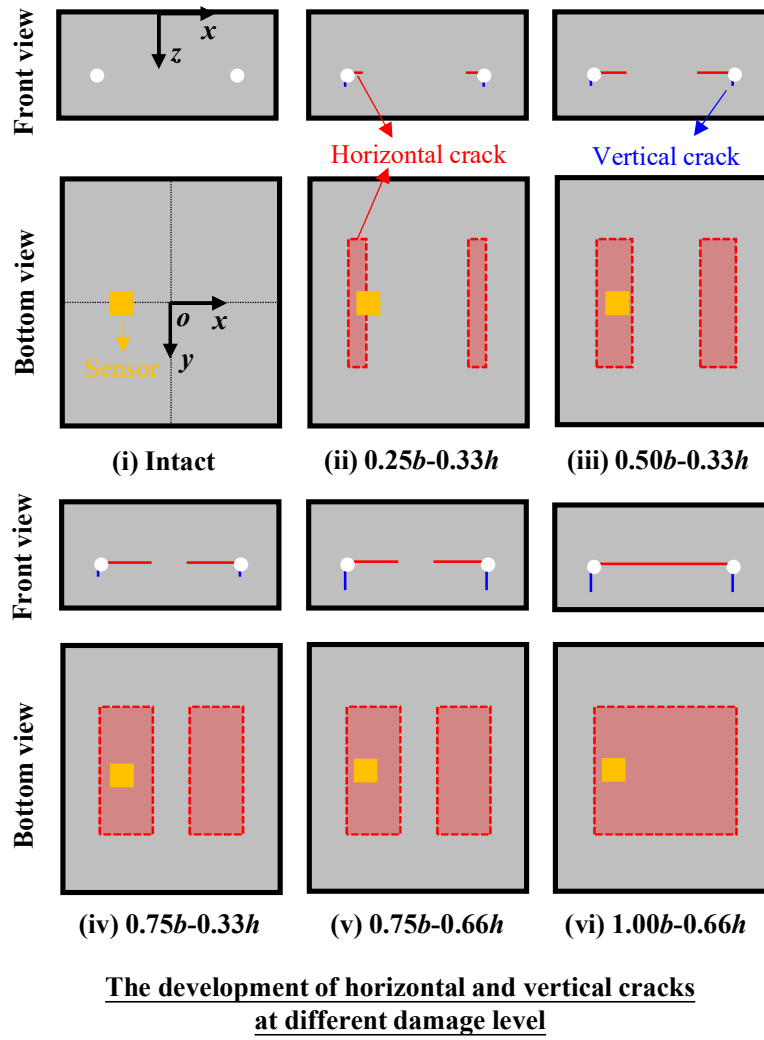 Front view
x
z
Horizontal crack
Vertical crack
Bottom view
o
x
y
Sensor
(i) Intact
(ii) 0.25b-0.33h
(iii) 0.50b-0.33h
Front view
Bottom view
(iv) 0.75b-0.33h
(v) 0.75b-0.66h
(vi) 1.00b-0.66h
The development of horizontal and vertical cracks
at different damage level